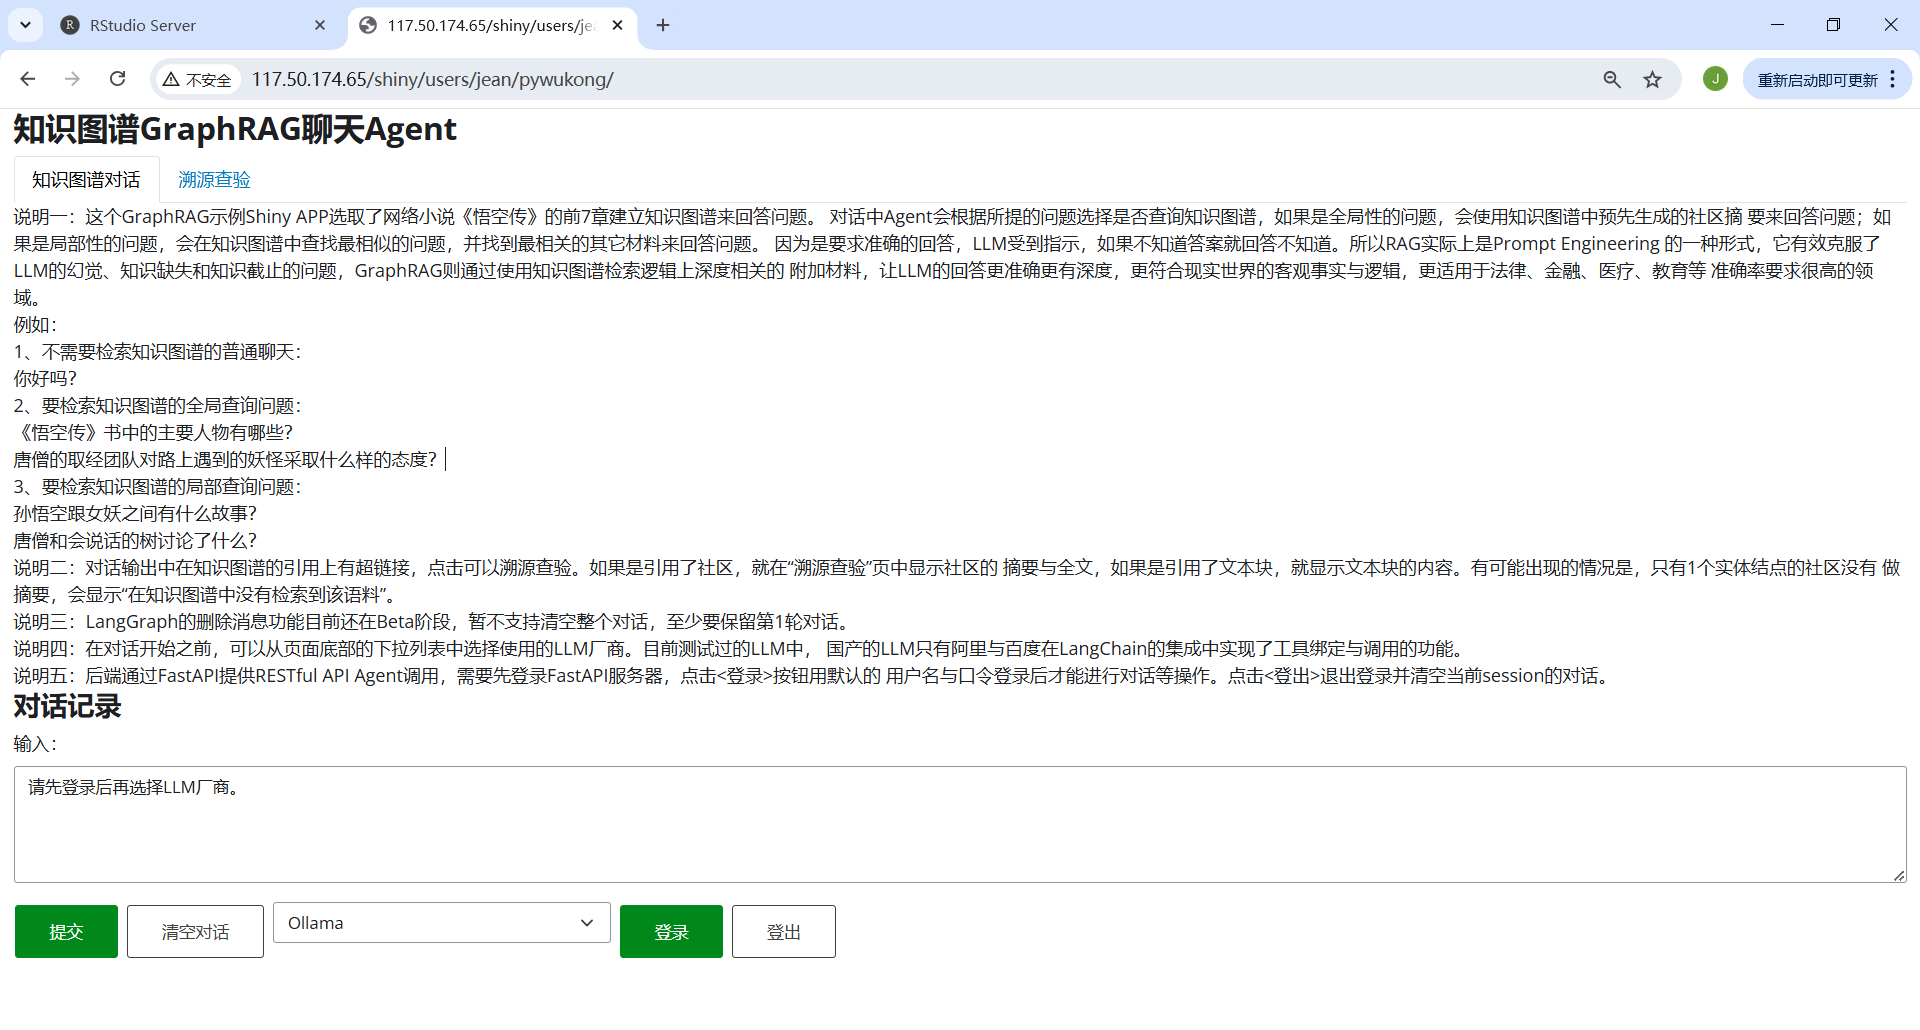 RStudio Server
117.50.174.65/shiny/users/jea
不安全
117.50.174.65/shiny/users/jean/pywukong/
J
重新启动即可更新
知识图谱GraphRAG聊天Agent
知识图谱对话
溯源查验
说明一：这个GraphRAG示例Shiny APP选取了网络小说《悟空传》的前7章建立知识图谱来回答问题。 对话中Agent会根据所提的问题选择是否查询知识图谱，如果是全局性的问题，会使用知识图谱中预先生成的社区摘 要来回答问题；如
果是局部性的问题，会在知识图谱中查找最相似的问题，并找到最相关的其它材料来回答问题。 因为是要求准确的回答，LLM受到指示，如果不知道答案就回答不知道。所以RAG实际上是Prompt Engineering 的一种形式，它有效克服了
LLM的幻觉、知识缺失和知识截止的问题，GraphRAG则通过使用知识图谱检索逻辑上深度相关的 附加材料，让LLM的回答更准确更有深度，更符合现实世界的客观事实与逻辑，更适用于法律、金融、医疗、教育等 准确率要求很高的领
域。
例如：
1、不需要检索知识图谱的普通聊天：
你好吗？
2、要检索知识图谱的全局查询问题：
《悟空传》书中的主要人物有哪些？
唐僧的取经团队对路上遇到的妖怪采取什么样的态度？
3、要检索知识图谱的局部查询问题：
孙悟空跟女妖之间有什么故事？
唐僧和会说话的树讨论了什么？
说明二：对话输出中在知识图谱的引用上有超链接，点击可以溯源查验。如果是引用了社区，就在“溯源查验”页中显示社区的 摘要与全文，如果是引用了文本块，就显示文本块的内容。有可能出现的情况是，只有1个实体结点的社区没有 做
摘要，会显示“在知识图谱中没有检索到该语料”。
说明三：LangGraph的删除消息功能目前还在Beta阶段，暂不支持清空整个对话，至少要保留第1轮对话。
说明四：在对话开始之前，可以从页面底部的下拉列表中选择使用的LLM厂商。目前测试过的LLM中， 国产的LLM只有阿里与百度在LangChain的集成中实现了工具绑定与调用的功能。
说明五：后端通过FastAPI提供RESTful API Agent调用，需要先登录FastAPI服务器，点击<登录>按钮用默认的 用户名与口令登录后才能进行对话等操作。点击<登出>退出登录并清空当前session的对话。
对话记录
输入：
请先登录后再选择LLM厂商。
提交
清空对话
Ollama
登录
登出